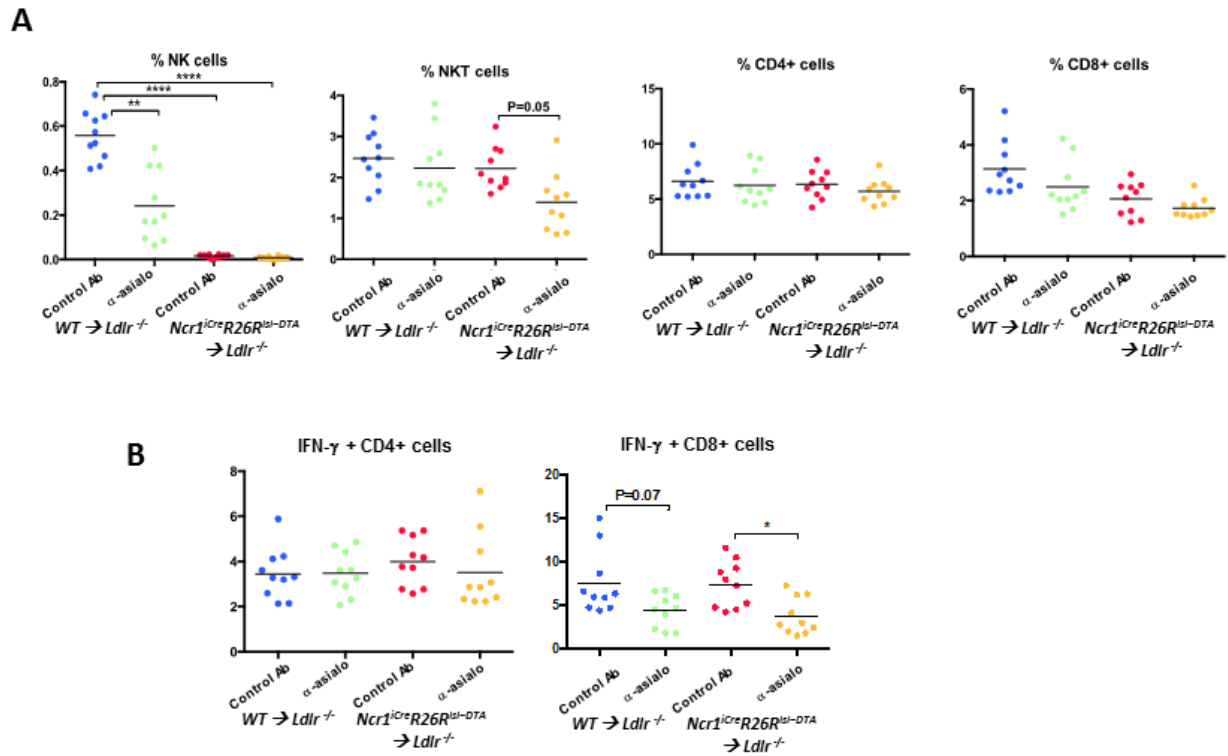 A
% NK cells
0.8
0.6
0.4
0.2
0.0
****
****
**
Control Ab
α-asialo
Control Ab
α-asialo
WT → Ldlr -/-
Ncr1iCreR26Rlsl–DTA
→ Ldlr -/-
% NKT cells
4
3
2
1
0
P=0.05
Control Ab
α-asialo
Control Ab
α-asialo
WT → Ldlr -/-
Ncr1iCreR26Rlsl–DTA
→ Ldlr -/-
% CD4+ cells
15
10
5
0
Control Ab
α-asialo
Control Ab
α-asialo
WT → Ldlr -/-
Ncr1iCreR26Rlsl–DTA
→ Ldlr -/-
% CD8+ cells
6
4
2
0
Control Ab
α-asialo
Control Ab
α-asialo
WT → Ldlr -/-
Ncr1iCreR26Rlsl–DTA
→ Ldlr -/-
B
IFN-γ + CD4+ cells
8
6
4
2
0
Control Ab
α-asialo
Control Ab
α-asialo
WT → Ldlr -/-
Ncr1iCreR26Rlsl–DTA
→ Ldlr -/-
IFN-γ + CD8+ cells
20
15
10
5
0
P=0.07
*
Control Ab
α-asialo
Control Ab
α-asialo
WT → Ldlr -/-
Ncr1iCreR26Rlsl–DTA
→ Ldlr -/-